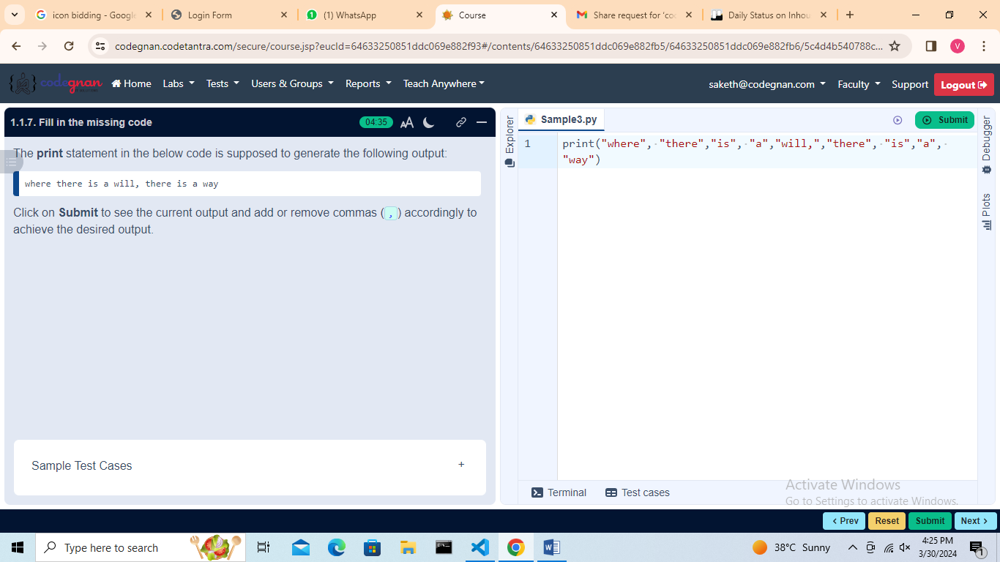 icon bidding - Google
Login Form
(1) WhatsApp
Course
Share request for 'co
Daily Status on Inhou
codegnan.codetantra.com/secure/course.jsp?eucId=64633250851ddc069e882f93#/contents/64633250851ddc069e882fb5/64633250851ddc069e882fb6/5c4d4b540788c...
V
codegnan
Home
Labs
Tests
Users & Groups
Reports
Teach Anywhere
saketh@codegnan.com
Faculty
Support
Logout
1.1.7. Fill in the missing code
04:35
AA
The print statement in the below code is supposed to generate the following output:
where there is a will, there is a way
Click on Submit to see the current output and add or remove commas ( , ) accordingly to
achieve the desired output.
Sample Test Cases
+
Explorer
Sample3.py
Submit
1
print("where", "there","is", "a","will,","there", "is","a",
"way")
Debugger
Plots
Terminal
Test cases
Activate Windows
Go to Settings to activate Windows.
< Prev
Reset
Submit
Next >
Type here to search
38°C Sunny
4:25 PM
3/30/2024
1